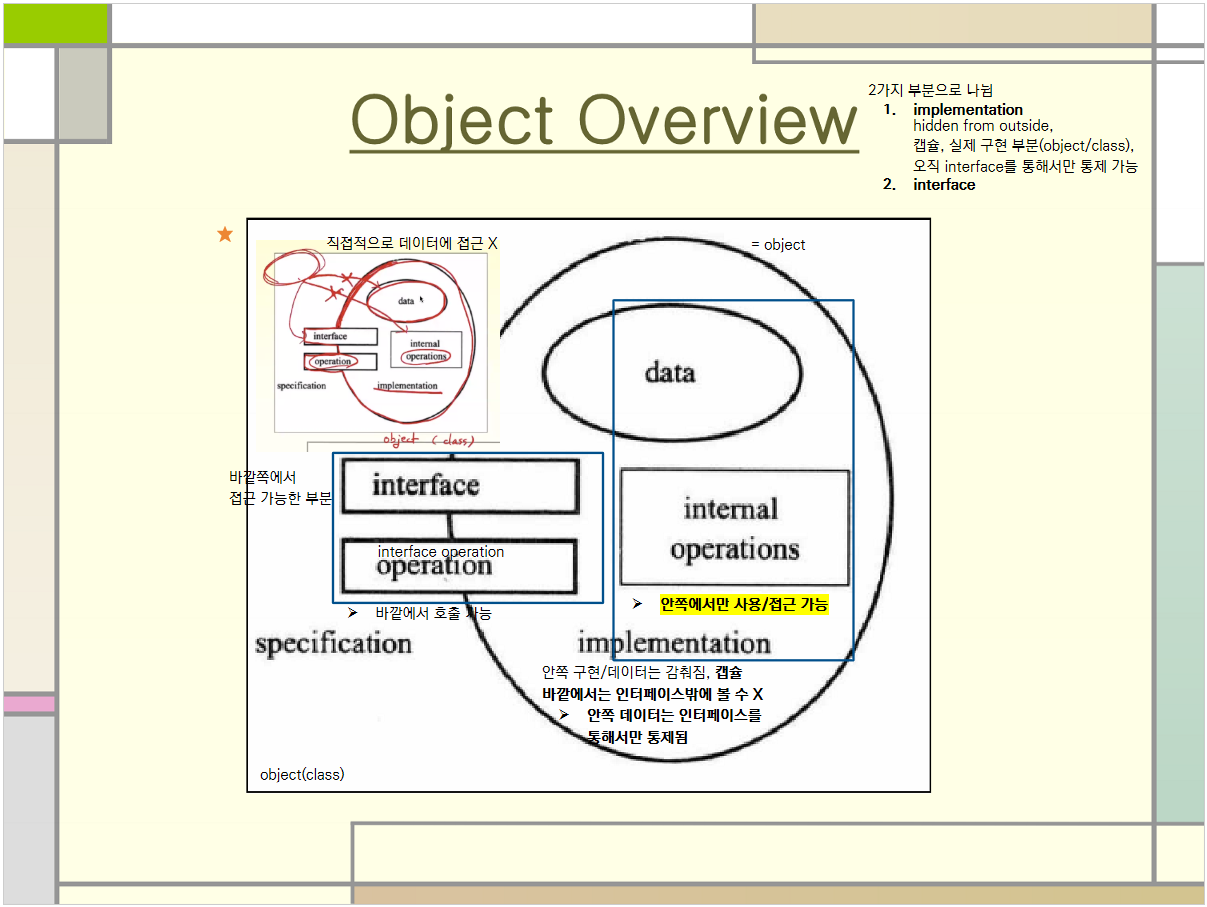 Object Overview
2가지 부분으로 나뉨
1. implementation
hidden from outside,
캡슐, 실제 구현 부분(object/class),
오직 interface를 통해서만 통제 가능
2. interface
직접적으로 데이터에 접근 X
= object
data
interface
internal
operations
operation
specification
implementation
object (class)
data
바깥쪽에서
접근 가능한 부분
interface
internal
operations
interface operation
operation
➢ 안쪽에서만 사용/접근 가능
➢ 바깥에서 호출 가능
specification
implementation
안쪽 구현/데이터는 감춰짐, 캡슐
바깥에서는 인터페이스밖에 볼 수 X
➢ 안쪽 데이터는 인터페이스를
통해서만 통제됨
object(class)